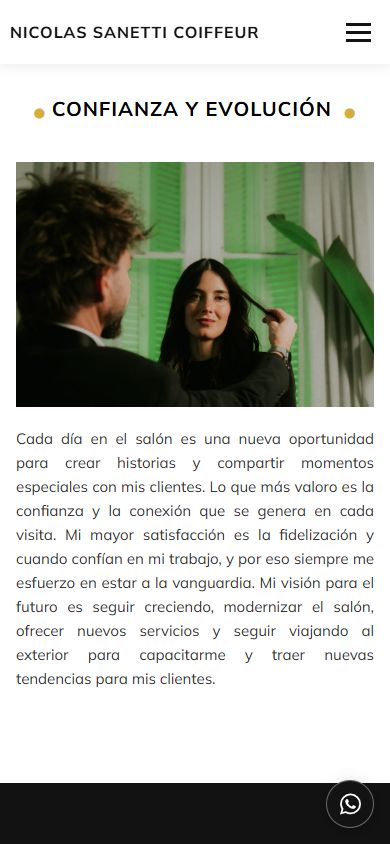 NICOLAS SANETTI COIFFEUR
CONFIANZA Y EVOLUCIÓN
Cada día en el salón es una nueva oportunidad
para crear historias y compartir momentos
especiales con mis clientes. Lo que más valoro es la
confianza y la conexión que se genera en cada
visita. Mi mayor satisfacción es la fidelización y
cuando confían en mi trabajo, y por eso siempre me
esfuerzo en estar a la vanguardia. Mi visión para el
futuro es seguir creciendo, modernizar el salón,
ofrecer nuevos servicios y seguir viajando al
exterior para capacitarme y traer nuevas
tendencias para mis clientes.